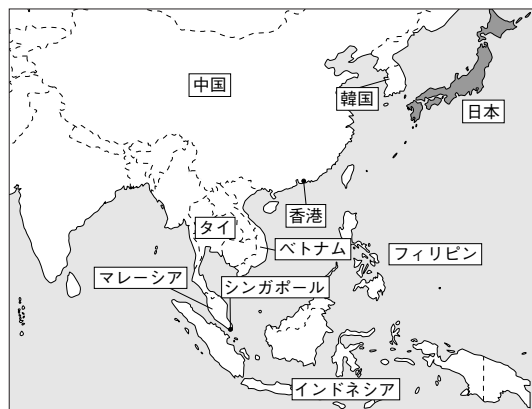 中国
韓国
日本
香港
タイ
ベトナム
フィリピン
マレーシア
シンガポール
インドネシア